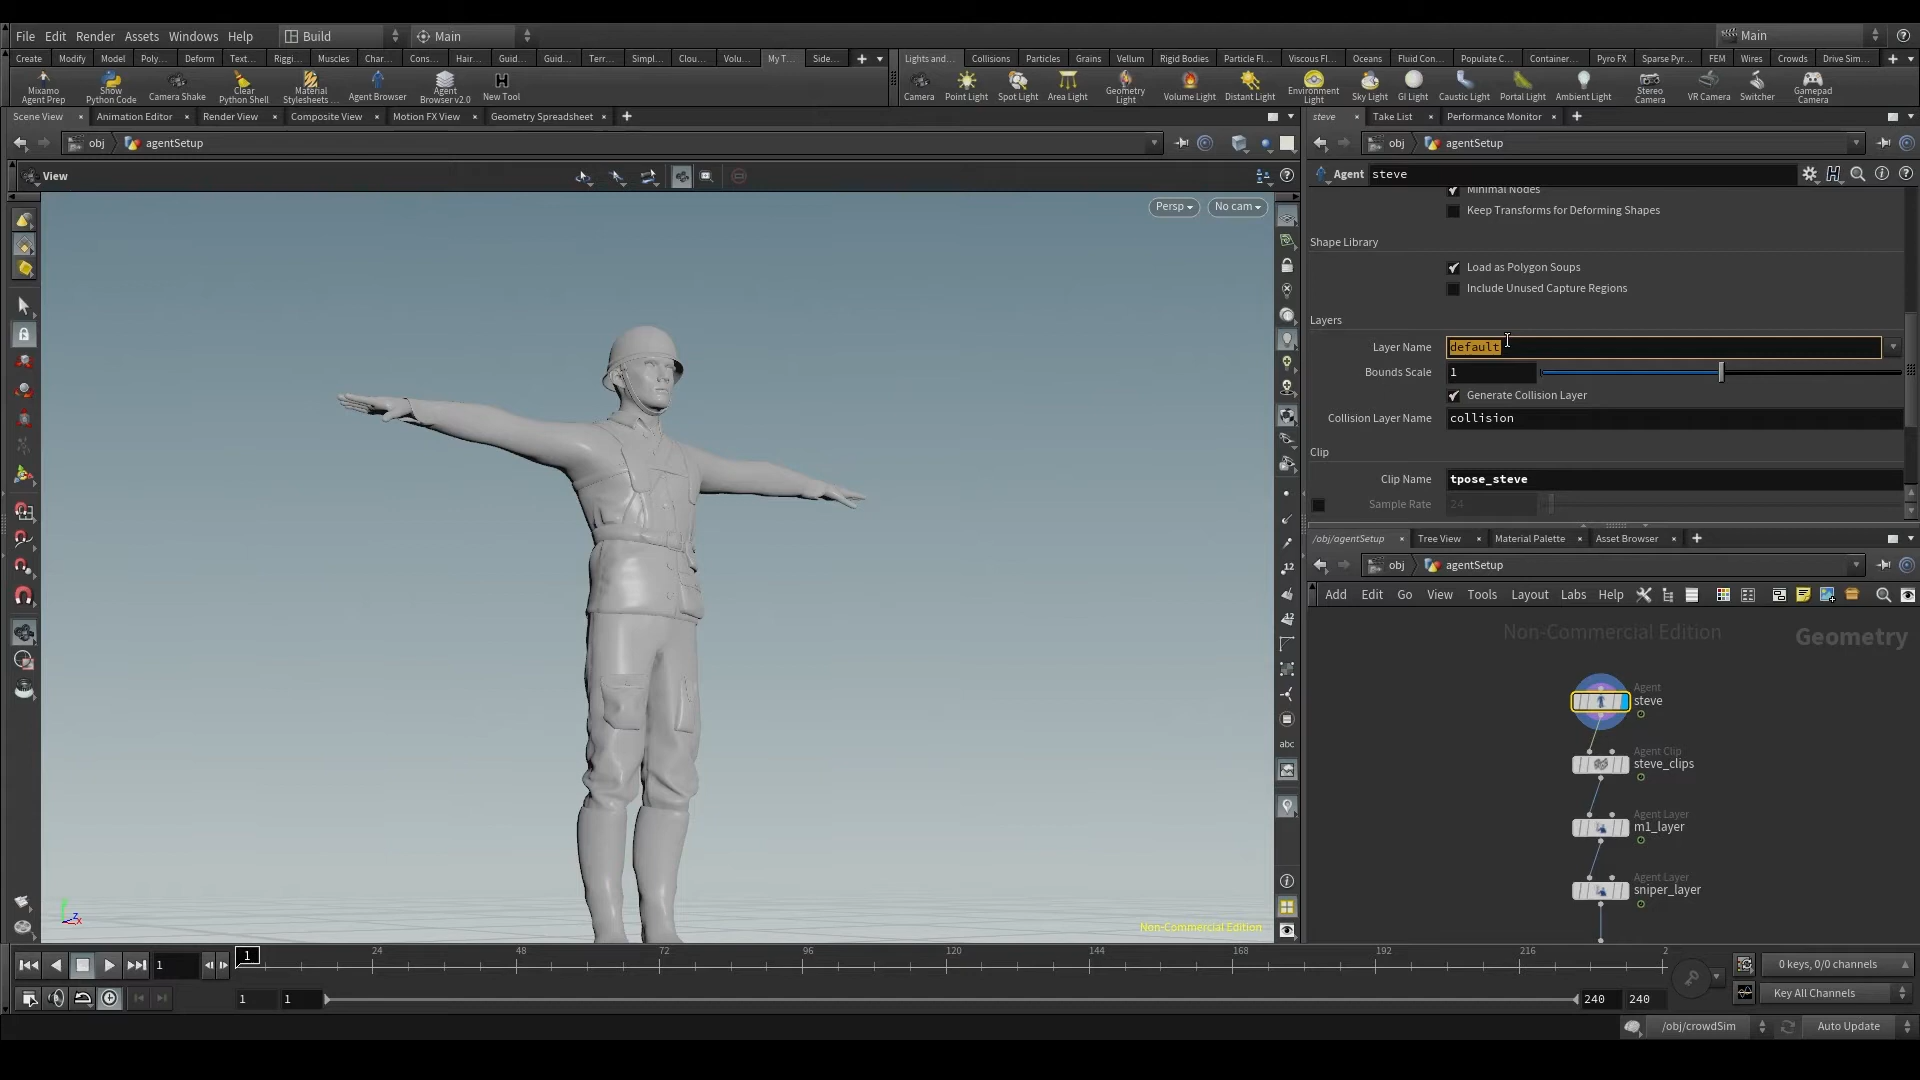 File Edit Render Assets Windows Help Build Main Main
Create Modify Model Poly... Deform Text... Riggi... Muscles Char... Cons... Hair... Guid... Guid... Terr... Simpl... Clou... Volu... My T... Side...
Lights and... Collisions Particles Grains Vellum Rigid Bodies Particle Fl... Viscous Fl... Oceans Fluid Con... Populate C... Container... Pyro FX Sparse Pyr... FEM Wires Crowds Drive Sim...
Mixamo Agent Prep
Show Python Code
Camera Shake
Clear Python Shell
Material Stylesheets ...
Agent Browser
Agent Browser v2.0
New Tool
Camera
Point Light
Spot Light
Area Light
Geometry Light
Volume Light
Distant Light
Environment Light
Sky Light
GI Light
Caustic Light
Portal Light
Ambient Light
Stereo Camera
VR Camera
Switcher
Gamepad Camera
Scene View Animation Editor Render View Composite View Motion FX View Geometry Spreadsheet
obj agentSetup
View
Persp No cam
Non-Commercial Edition
steve Take List Performance Monitor
obj agentSetup
Agent steve
Minimal Nodes
Keep Transforms for Deforming Shapes
Shape Library
Load as Polygon Soups
Include Unused Capture Regions
Layers
Layer Name default
Bounds Scale 1
Generate Collision Layer
Collision Layer Name collision
Clip
Clip Name tpose_steve
Sample Rate 24
/obj/agentSetup Tree View Material Palette Asset Browser
obj agentSetup
Add Edit Go View Tools Layout Labs Help
Non-Commercial Edition Geometry
Agent
steve
Agent Clip
steve_clips
Agent Layer
m1_layer
Agent Layer
sniper_layer
12
12
abc
1 1 24 48 72 96 120 144 168 192 216 2
0 keys, 0/0 channels
1 1 240 240
Key All Channels
/obj/crowdSim Auto Update